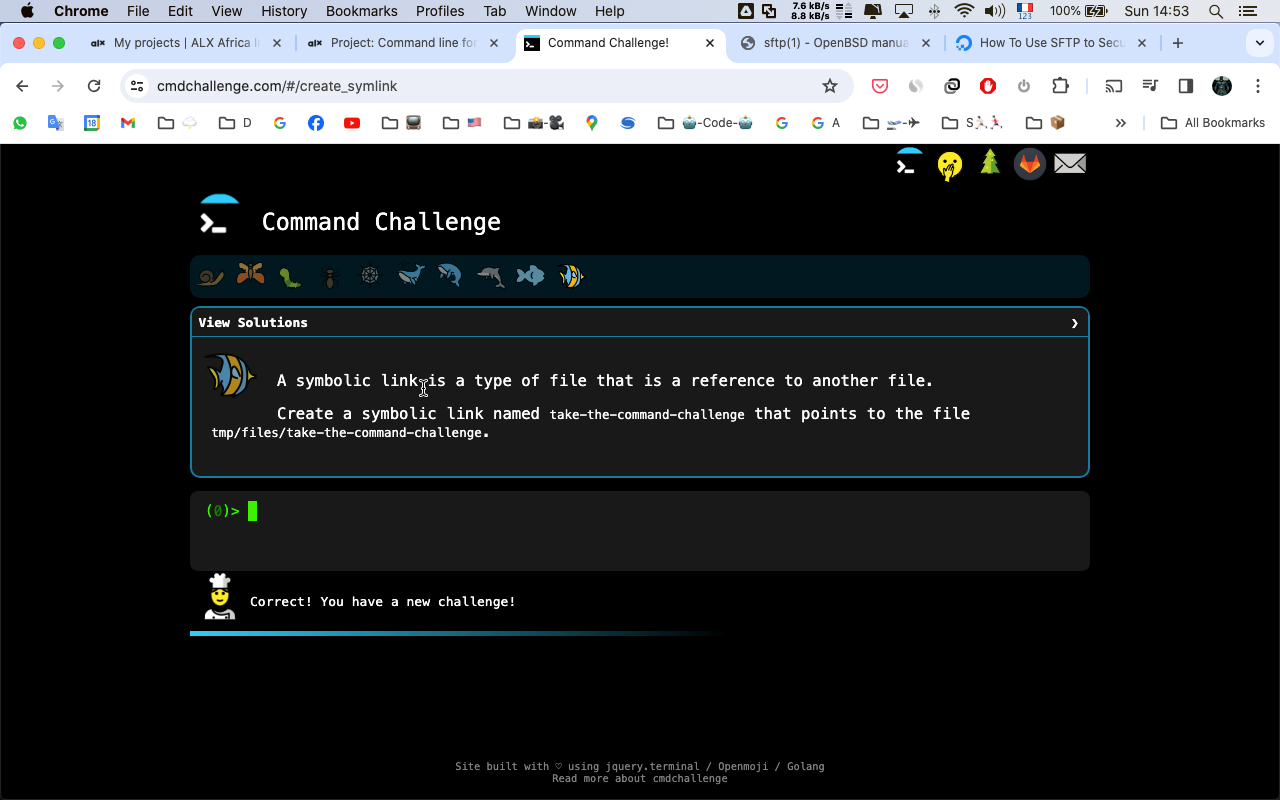 Chrome File Edit View History Bookmarks Profiles Tab Window Help 7.6 kB/s 8.8 kB/s 123 100% Sun 14:53
alx My projects | ALX Africa alx Project: Command line for Command Challenge! sftp(1) - OpenBSD manua How To Use SFTP to Secu
cmdchallenge.com/#/create_symlink
18 D A -Code- S All Bookmarks
Command Challenge
View Solutions
A symbolic link is a type of file that is a reference to another file.
Create a symbolic link named take-the-command-challenge that points to the file
tmp/files/take-the-command-challenge.
(0)>
Correct! You have a new challenge!
Site built with ♡ using jquery.terminal / Openmoji / Golang
Read more about cmdchallenge